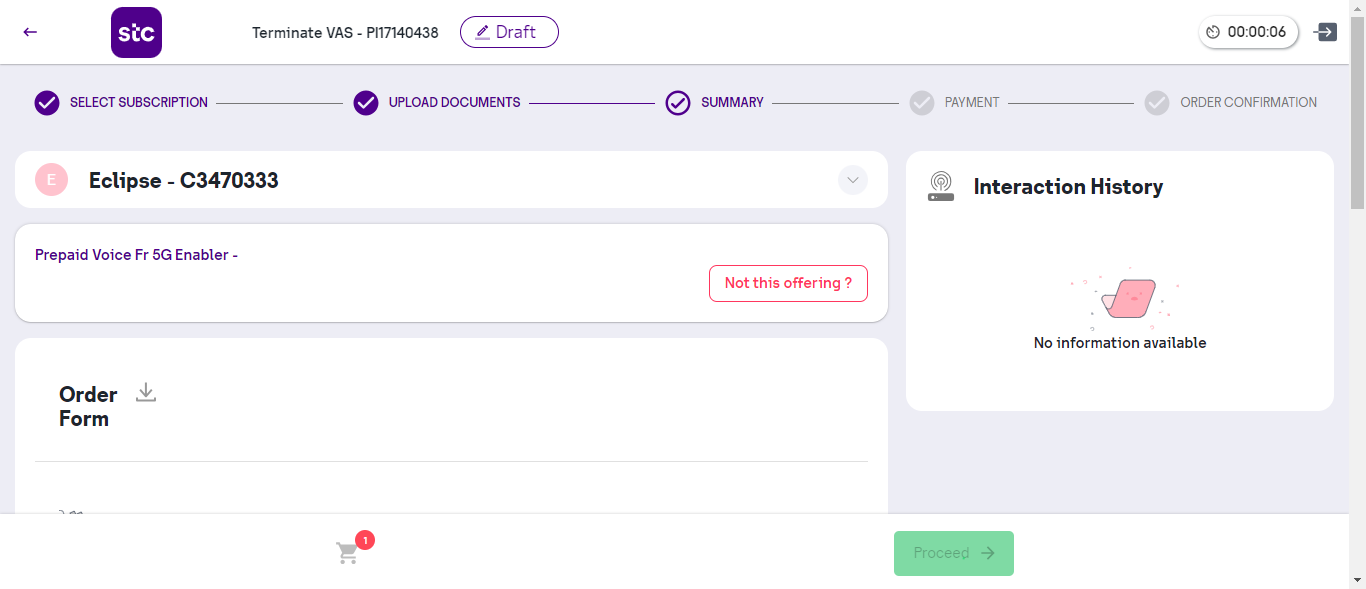 stc
Terminate VAS - PI17140438
Draft
00:00:06
SELECT SUBSCRIPTION
UPLOAD DOCUMENTS
SUMMARY
PAYMENT
ORDER CONFIRMATION
E
Eclipse - C3470333
Interaction History
Prepaid Voice Fr 5G Enabler -
Not this offering ?
No information available
Order
Form
1
Proceed